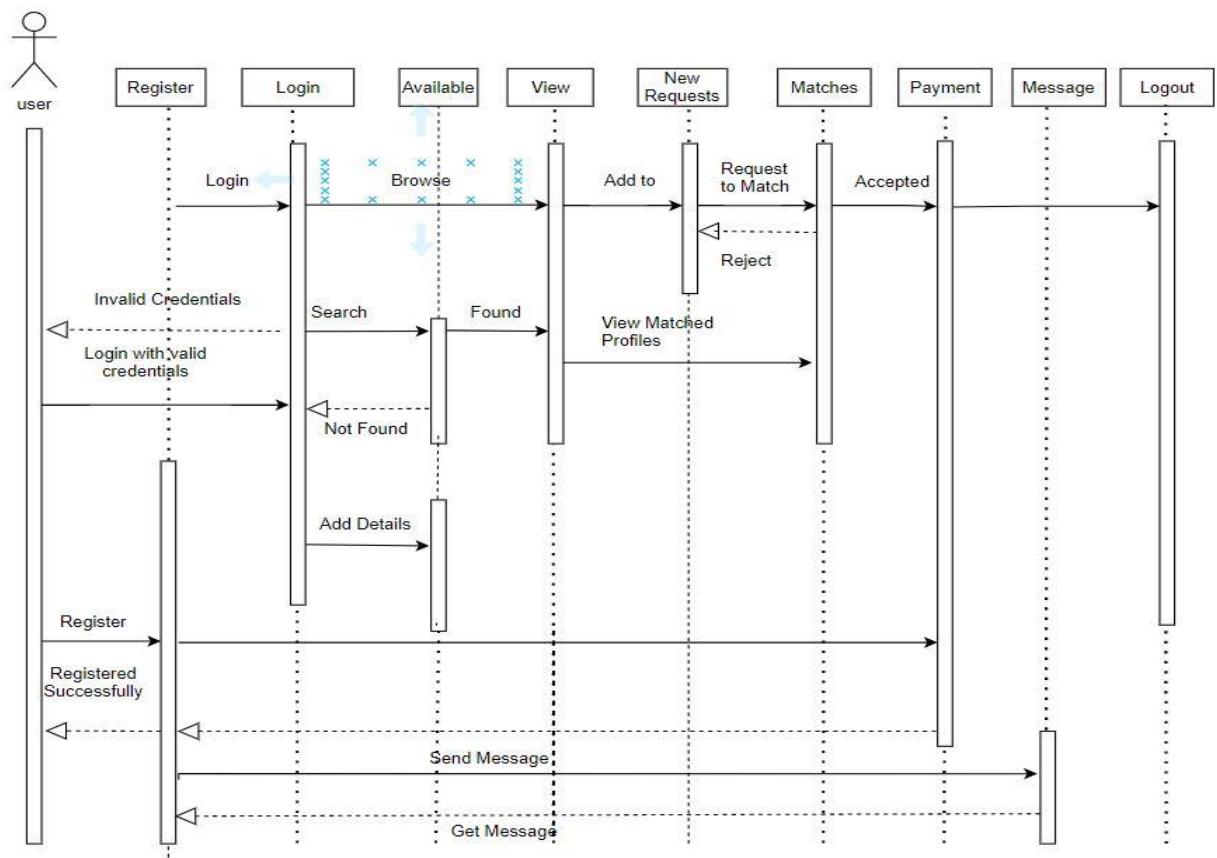 user
Register
Login
Available
View
New
Requests
Matches
Payment
Message
Logout
Login
Browse
Add to
Request
to Match
Accepted
Reject
Invalid Credentials
Search
Found
View Matched
Profiles
Login with valid
credentials
Not Found
Add Details
Register
Registered
Successfully
Send Message
Get Message